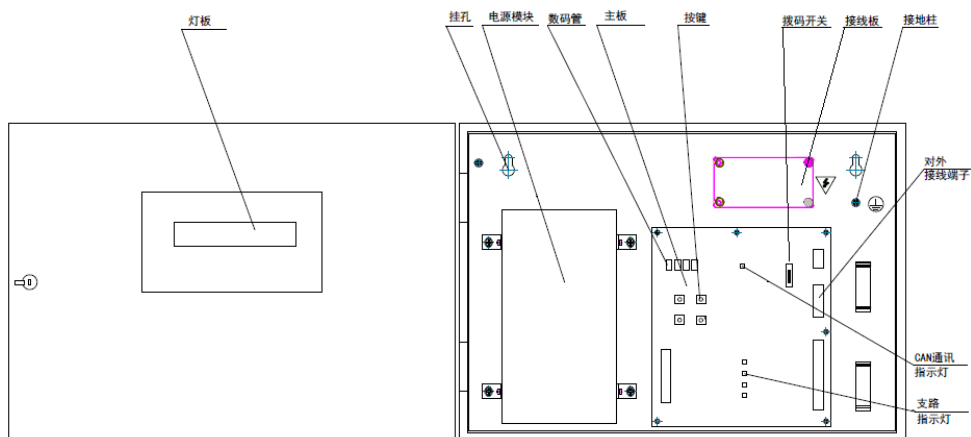 灯板
挂孔
电源模块
数码管
主板
按键
拨码开关
接线板
接地柱
对外
接线端子
CAN通讯
指示灯
支路
指示灯